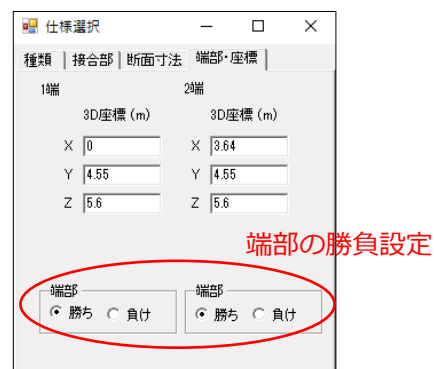 仕様選択
種類 接合部 断面寸法 端部・座標
1端 2端
3D座標 (m) 3D座標 (m)
X 0 X 3.64
Y 4.55 Y 4.55
Z 5.6 Z 5.6
端部の勝負設定
端部 端部
勝ち 負け 勝ち 負け